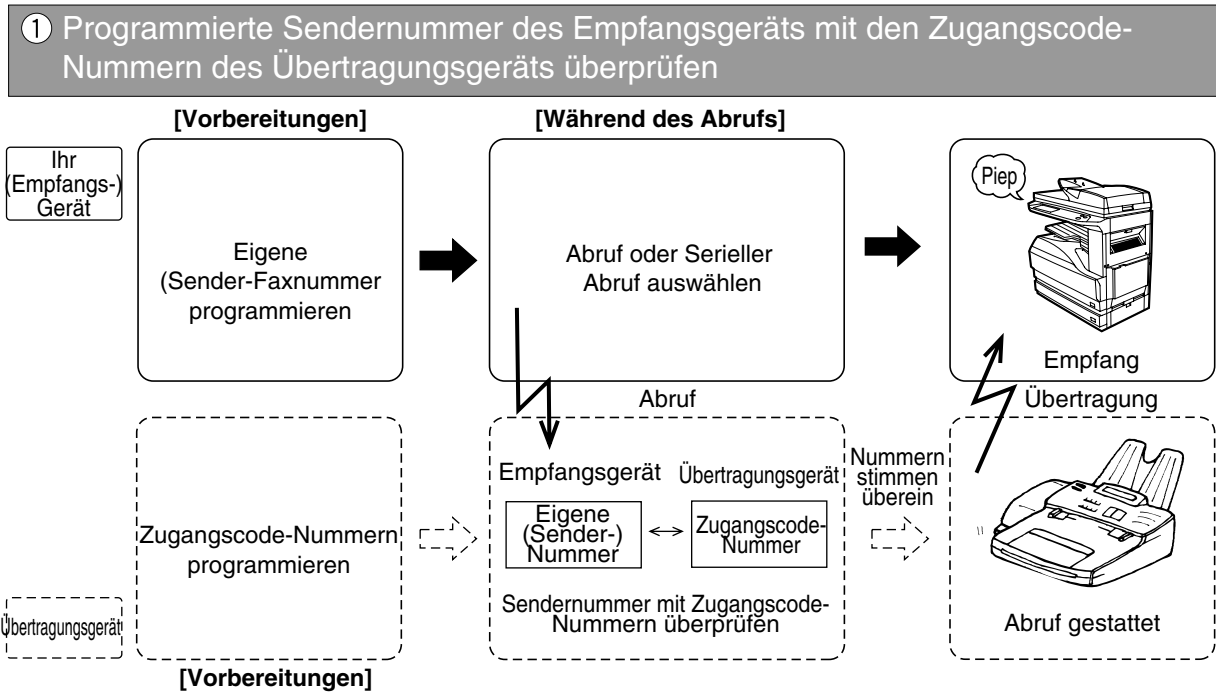 ① Programmierte Sendernummer des Empfangsgeräts mit den Zugangscode-
Nummern des Übertragungsgeräts überprüfen
[Vorbereitungen]
[Während des Abrufs]
Ihr
(Empfangs-)
Gerät
Eigene
(Sender-Faxnummer
programmieren
Abruf oder Serieller
Abruf auswählen
Piep
Empfang
Abruf
Übertragung
Zugangscode-Nummern
programmieren
Empfangsgerät
Übertragungsgerät
Eigene
(Sender-)
Nummer
Zugangscode-
Nummer
Sendernummer mit Zugangscode-
Nummern überprüfen
Nummern
stimmen
überein
Abruf gestattet
Übertragungsgerät
[Vorbereitungen]